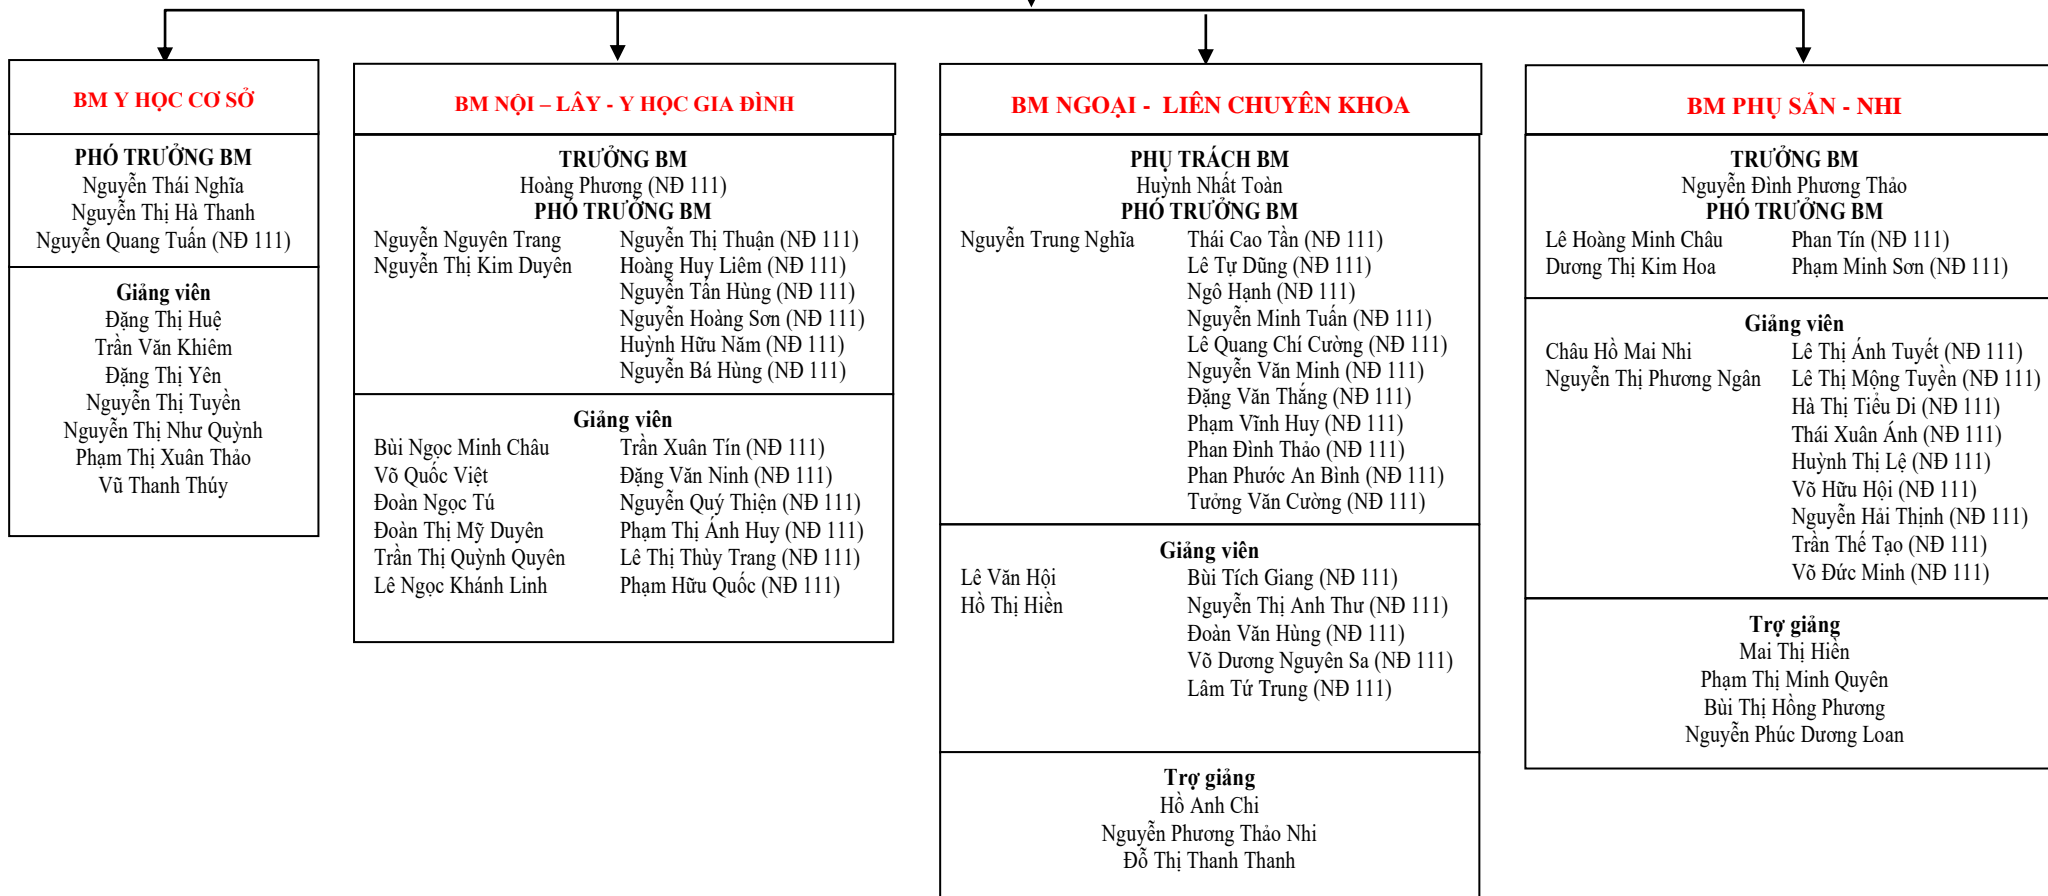 BM Y HỌC CƠ SỞ
PHÓ TRƯỞNG BM
Nguyễn Thái Nghĩa
Nguyễn Thị Hà Thanh
Nguyễn Quang Tuấn (NĐ 111)
Giảng viên
Đặng Thị Huệ
Trần Văn Khiêm
Đặng Thị Yên
Nguyễn Thị Tuyền
Nguyễn Thị Như Quỳnh
Phạm Thị Xuân Thảo
Vũ Thanh Thúy
BM NỘI – LÂY - Y HỌC GIA ĐÌNH
TRƯỞNG BM
Hoàng Phương (NĐ 111)
PHÓ TRƯỞNG BM
Nguyễn Nguyên Trang Nguyễn Thị Thuận (NĐ 111)
Nguyễn Thị Kim Duyên Hoàng Huy Liêm (NĐ 111)
Nguyễn Tấn Hùng (NĐ 111)
Nguyễn Hoàng Sơn (NĐ 111)
Huỳnh Hữu Năm (NĐ 111)
Nguyễn Bá Hùng (NĐ 111)
Giảng viên
Bùi Ngọc Minh Châu Trần Xuân Tín (NĐ 111)
Võ Quốc Việt Đặng Văn Ninh (NĐ 111)
Đoàn Ngọc Tú Nguyễn Quý Thiện (NĐ 111)
Đoàn Thị Mỹ Duyên Phạm Thị Ánh Huy (NĐ 111)
Trần Thị Quỳnh Quyên Lê Thị Thùy Trang (NĐ 111)
Lê Ngọc Khánh Linh Phạm Hữu Quốc (NĐ 111)
BM NGOẠI - LIÊN CHUYÊN KHOA
PHỤ TRÁCH BM
Huỳnh Nhất Toàn
PHÓ TRƯỞNG BM
Nguyễn Trung Nghĩa Thái Cao Tần (NĐ 111)
Lê Tự Dũng (NĐ 111)
Ngô Hạnh (NĐ 111)
Nguyễn Minh Tuấn (NĐ 111)
Lê Quang Chí Cường (NĐ 111)
Nguyễn Văn Minh (NĐ 111)
Đặng Văn Thắng (NĐ 111)
Phạm Vĩnh Huy (NĐ 111)
Phan Đình Thảo (NĐ 111)
Phan Phước An Bình (NĐ 111)
Tưởng Văn Cường (NĐ 111)
Giảng viên
Lê Văn Hội Bùi Tích Giang (NĐ 111)
Hồ Thị Hiền Nguyễn Thị Anh Thư (NĐ 111)
Đoàn Văn Hùng (NĐ 111)
Võ Dương Nguyên Sa (NĐ 111)
Lâm Tứ Trung (NĐ 111)
Trợ giảng
Hồ Anh Chi
Nguyễn Phương Thảo Nhi
Đỗ Thị Thanh Thanh
BM PHỤ SẢN - NHI
TRƯỞNG BM
Nguyễn Đình Phương Thảo
PHÓ TRƯỞNG BM
Lê Hoàng Minh Châu Phan Tín (NĐ 111)
Dương Thị Kim Hoa Phạm Minh Sơn (NĐ 111)
Giảng viên
Châu Hồ Mai Nhi Lê Thị Ánh Tuyết (NĐ 111)
Nguyễn Thị Phương Ngân Lê Thị Mộng Tuyền (NĐ 111)
Hà Thị Tiểu Di (NĐ 111)
Thái Xuân Ánh (NĐ 111)
Huỳnh Thị Lệ (NĐ 111)
Võ Hữu Hội (NĐ 111)
Nguyễn Hải Thịnh (NĐ 111)
Trần Thế Tạo (NĐ 111)
Võ Đức Minh (NĐ 111)
Trợ giảng
Mai Thị Hiền
Phạm Thị Minh Quyên
Bùi Thị Hồng Phương
Nguyễn Phúc Dương Loan